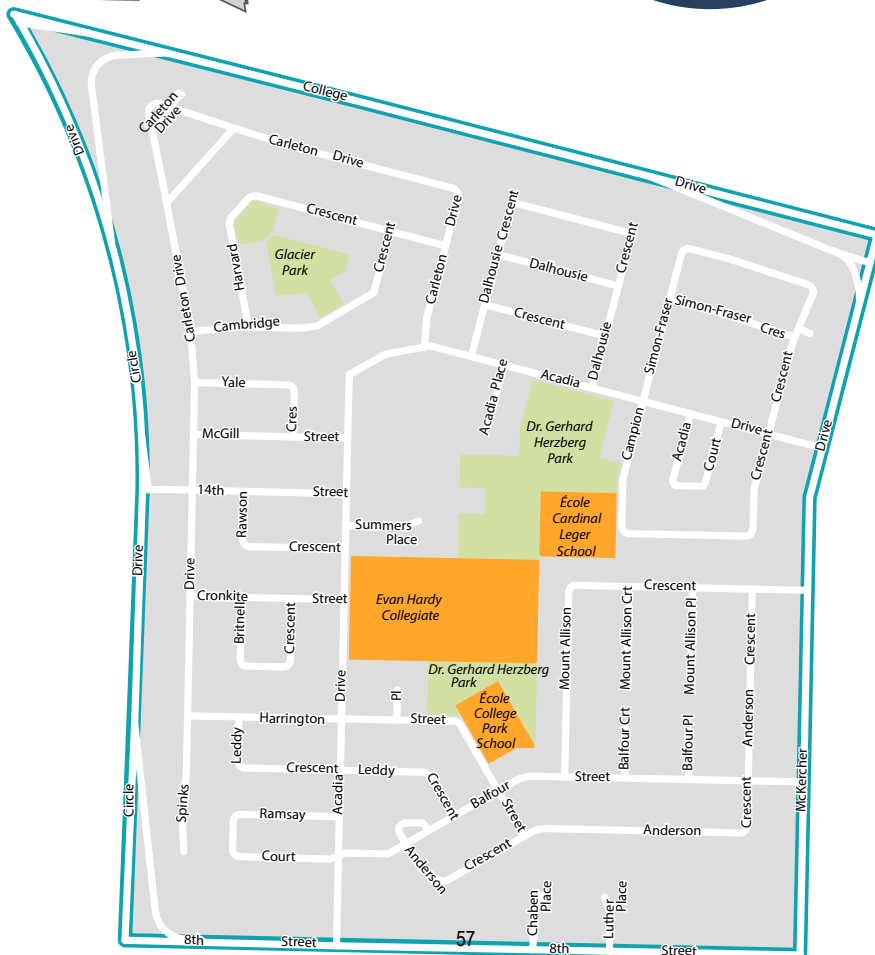 College
Drive
Drive
Carleton
Drive
Carleton Drive
Drive
Crescent
Crescent
Harvard
Glacier
Park
Carleton
Carleton Drive
Cambridge
Dalhousie Crescent
Dalhousie
Crescent
Crescent
Dalhousie
Simon-Fraser
Simon-Fraser
Cres
Crescent
Circle
Yale
Cres
McGill
Street
Acadia Place
Acadia
Dr. Gerhard
Herzberg
Park
Campion
Acadia
Court
Drive
Crescent
Drive
14th
Street
Rawson
Crescent
Summers
Place
École
Cardinal
Leger
School
Drive
Drive
Cronkite
Street
Britnell
Crescent
Evan Hardy
Collegiate
Crescent
Mount Allison
Mount Allison Crt
Mount Allison Pl
Crescent
Dr. Gerhard Herzberg
Park
Drive
Pl
École
College
Park
School
Harrington
Street
Leddy
Crescent
Leddy
Crescent
Balfour
Street
Street
Balfour Crt
Balfour Pl
Anderson
Crescent
McKercher
Circle
Spinks
Acadia
Ramsay
Court
Anderson
Crescent
Anderson
Chaben
Place
Luther
Place
8th
Street
57
8th
Street